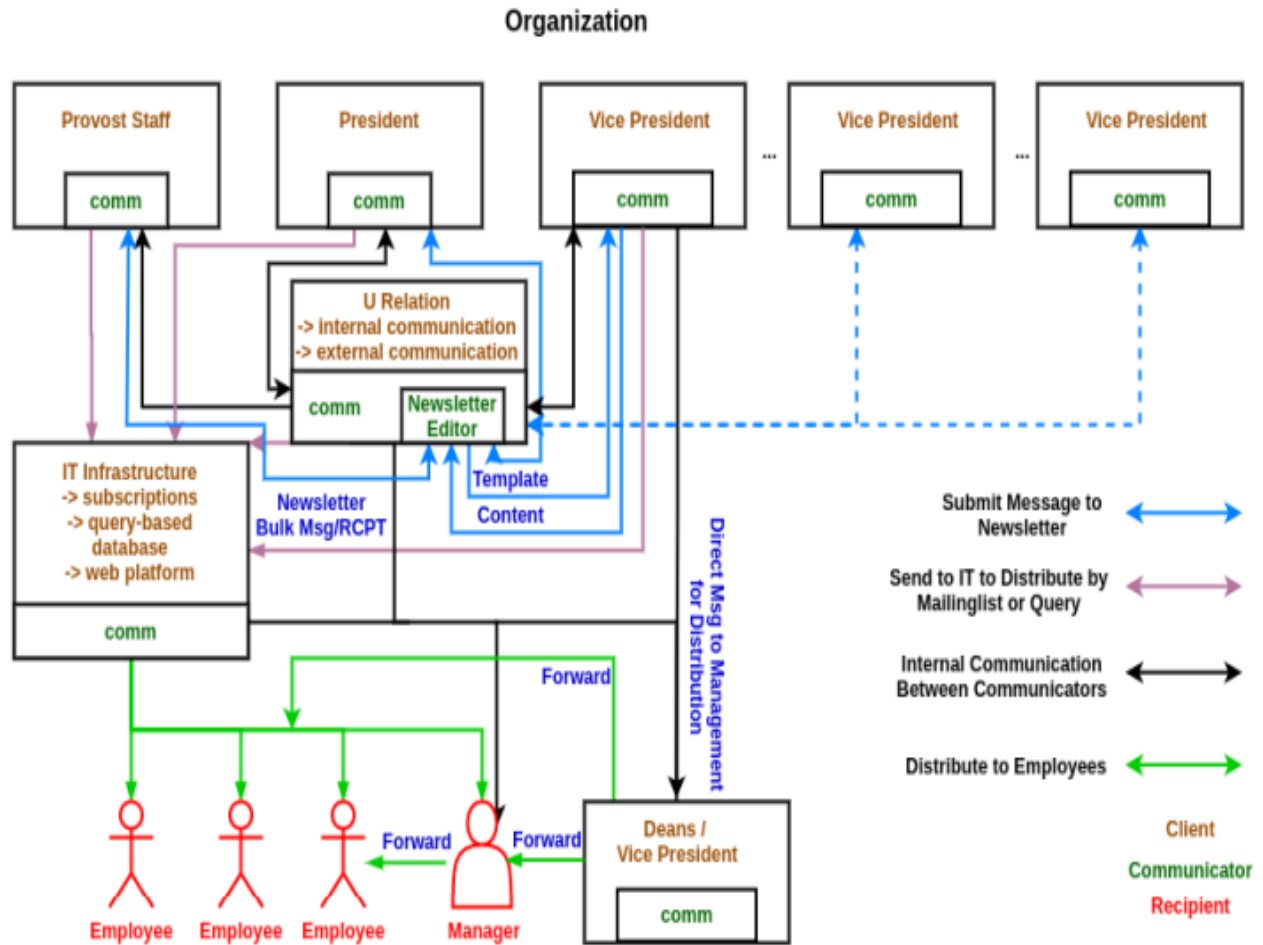 Organization
Provost Staff
comm
President
comm
Vice President
comm
...
Vice President
comm
...
Vice President
comm
U Relation
-> internal communication
-> external communication
comm
Newsletter
Editor
IT Infrastructure
-> subscriptions
-> query-based
database
-> web platform
comm
Newsletter
Bulk Msg/RCPT
Template
Content
Direct Msg to Management
for Distribution
Submit Message to
Newsletter
Send to IT to Distribute by
Mailinglist or Query
Internal Communication
Between Communicators
Distribute to Employees
Client
Communicator
Recipient
Forward
Forward
Forward
Deans /
Vice President
comm
Employee
Employee
Employee
Manager